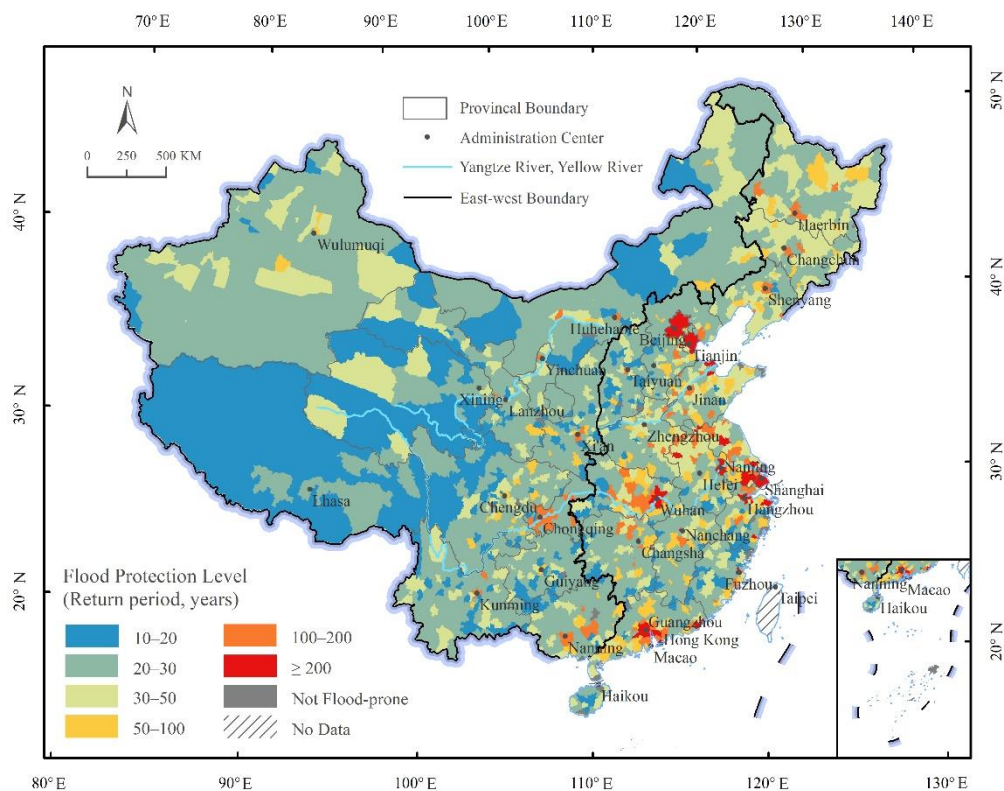 70° E 80° E 90° E 100° E 110° E 120° E 130° E 140° E
50° N
40° N
30° N
20° N
N
0 250 500 KM
Provincal Boundary
Administration Center
Yangtze River, Yellow River
East-west Boundary
Wulumuqi
Haerbin
Changchun
Shenyang
Huhehaote
Beijing
Tianjin
Yinchuan
Taiyuan
Xining
Jinan
Lanzhou
Zhengzhou
Xi'an
Nanjing
Hefei
Shanghai
Lhasa
Chengdu
Wuhan
Hangzhou
Chongqing
Nanchang
Changsha
Guiyang
Fuzhou
Taipei
Kunming
Guangzhou
Hong Kong
Nanning
Macao
Haikou
Flood Protection Level
(Return period, years)
10–20
20–30
30–50
50–100
100–200
≥ 200
Not Flood-prone
No Data
Nanning
Macao
Haikou
50° N
40° N
30° N
20° N
80° E 90° E 100° E 110° E 120° E 130° E